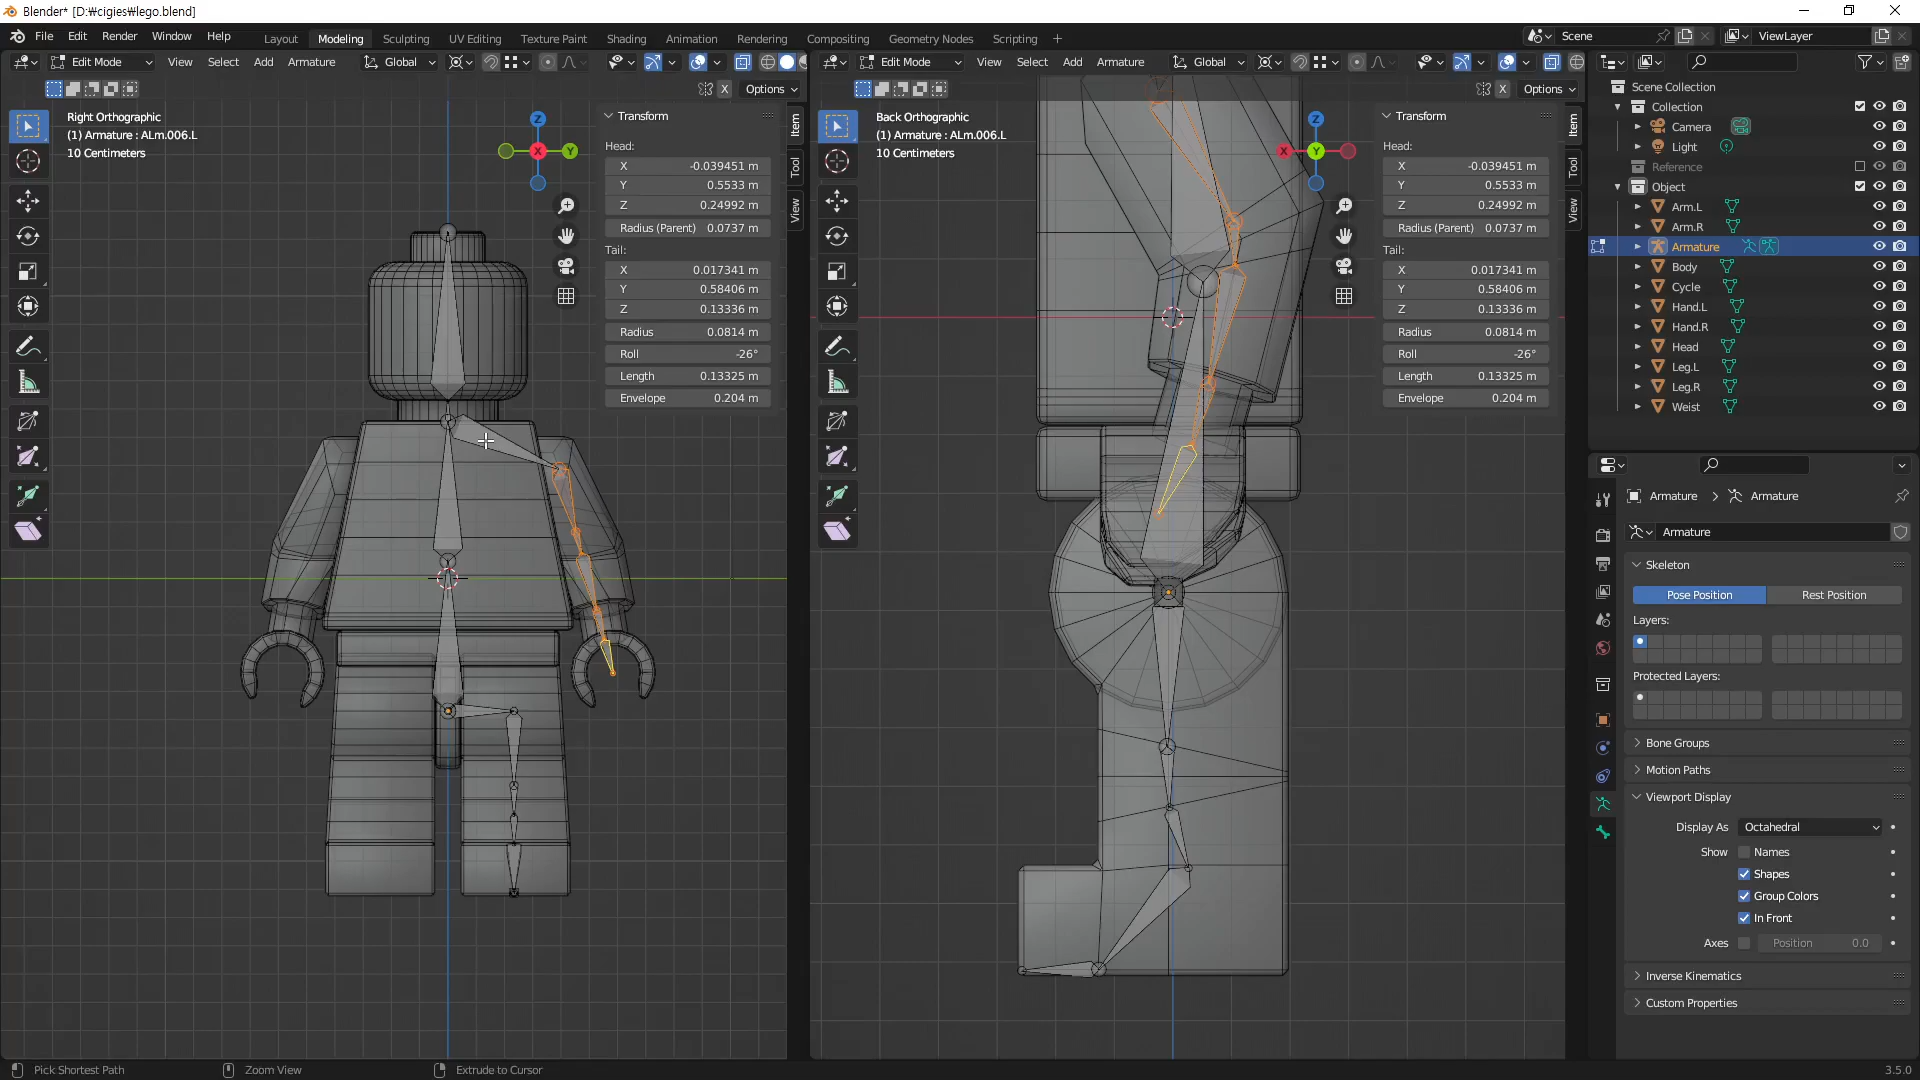 Blender* [D:₩cigies₩lego.blend]
File Edit Render Window Help
Layout Modeling Sculpting UV Editing Texture Paint Shading Animation Rendering Compositing Geometry Nodes Scripting +
Scene
ViewLayer
Edit Mode View Select Add Armature Global
X Options
Right Orthographic
(1) Armature : ALm.006.L
10 Centimeters
Z
X
Y
Transform
Head:
X -0.039451 m
Y 0.5533 m
Z 0.24992 m
Radius (Parent) 0.0737 m
Tail:
X 0.017341 m
Y 0.58406 m
Z 0.13336 m
Radius 0.0814 m
Roll -26°
Length 0.13325 m
Envelope 0.204 m
Item
Tool
View
Edit Mode View Select Add Armature Global
X Options
Back Orthographic
(1) Armature : ALm.006.L
10 Centimeters
Z
X
Y
Transform
Head:
X -0.039451 m
Y 0.5533 m
Z 0.24992 m
Radius (Parent) 0.0737 m
Tail:
X 0.017341 m
Y 0.58406 m
Z 0.13336 m
Radius 0.0814 m
Roll -26°
Length 0.13325 m
Envelope 0.204 m
Item
Tool
View
Scene Collection
Collection
Camera
Light
Reference
Object
Arm.L
Arm.R
Armature
Body
Cycle
Hand.L
Hand.R
Head
Leg.L
Leg.R
Weist
Armature > Armature
Armature
Skeleton
Pose Position Rest Position
Layers:
Protected Layers:
Bone Groups
Motion Paths
Viewport Display
Display As Octahedral
Show Names
Shapes
Group Colors
In Front
Axes Position 0.0
Inverse Kinematics
Custom Properties
Pick Shortest Path Zoom View Extrude to Cursor 3.5.0